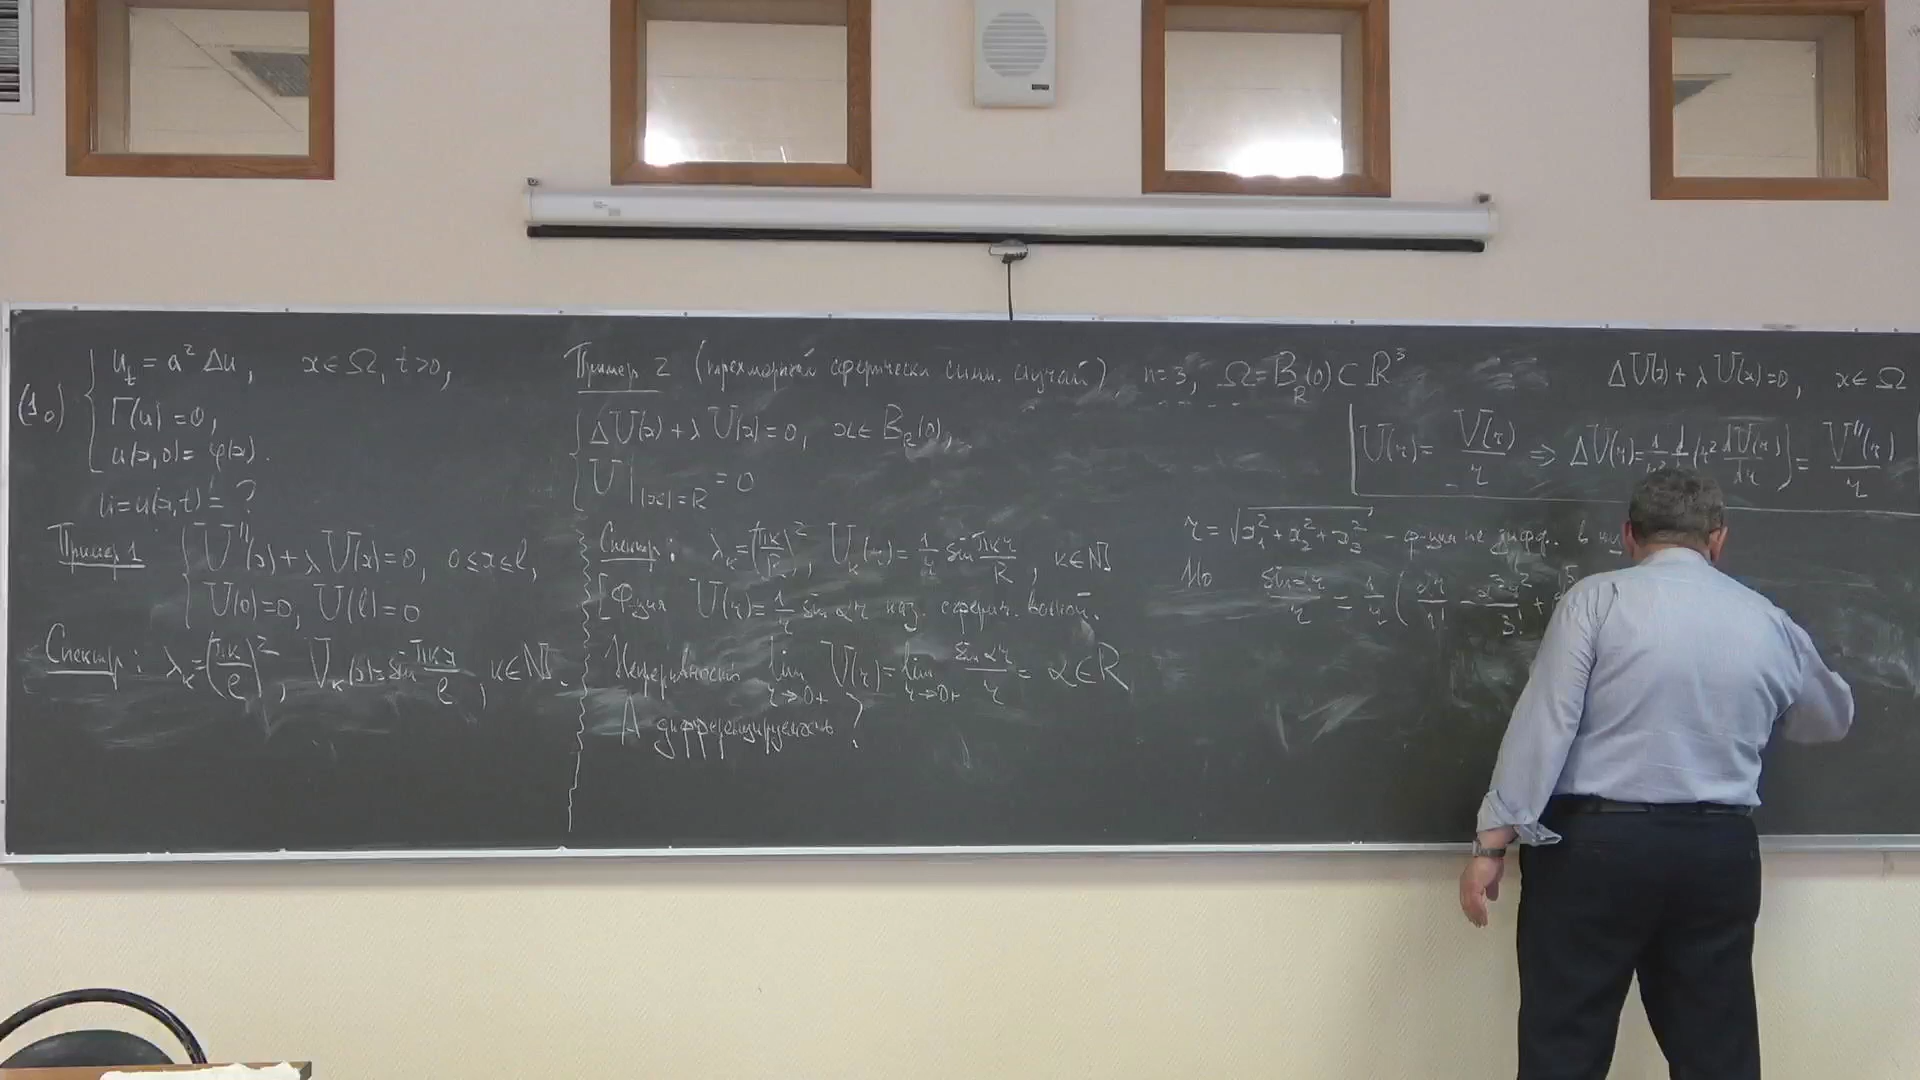 (1₀) { u_t = a² Δu, x ∈ Ω, t > 0,
Γ(u) = 0,
u(x,0) = φ(x).
u = u(x,t) = ?
Пример 1 { U''(x) + λ U(x) = 0, 0 ≤ x ≤ l,
U(0) = 0, U(l) = 0
Спектр: λ_k = (πk/l)², U_k(x) = sin πkx/l, k ∈ ℕ.
Пример 2 (трехмерный сферически симм. случай), n = 3, Ω = B_R(0) ⊂ ℝ³
{ ΔU(x) + λ U(x) = 0, x ∈ B_R(0),
U|_{|x|=R} = 0
Спектр: λ_k = (πk/R)², U_k(r) = 1/r sin πkr/R, k ∈ ℕ
[Ф-ция U(r) = 1/r sin αr наз. сферич. волной.
Непрерывность lim_{r→0+} U(r) = lim_{r→0+} sin αr/r = α ∈ ℝ
А дифференцируемость?
ΔU(x) + λ U(x) = 0, x ∈ Ω
U(r) = V(r)/r ⇒ ΔU(r) = 1/r² d/dr (r² dU(r)/dr) = V''(r)/r
r = √(x₁² + x₂² + x₃²) - ф-ция не дифф. в
Но sin αr/r = 1/r (αr/1! - α³r³/3! +